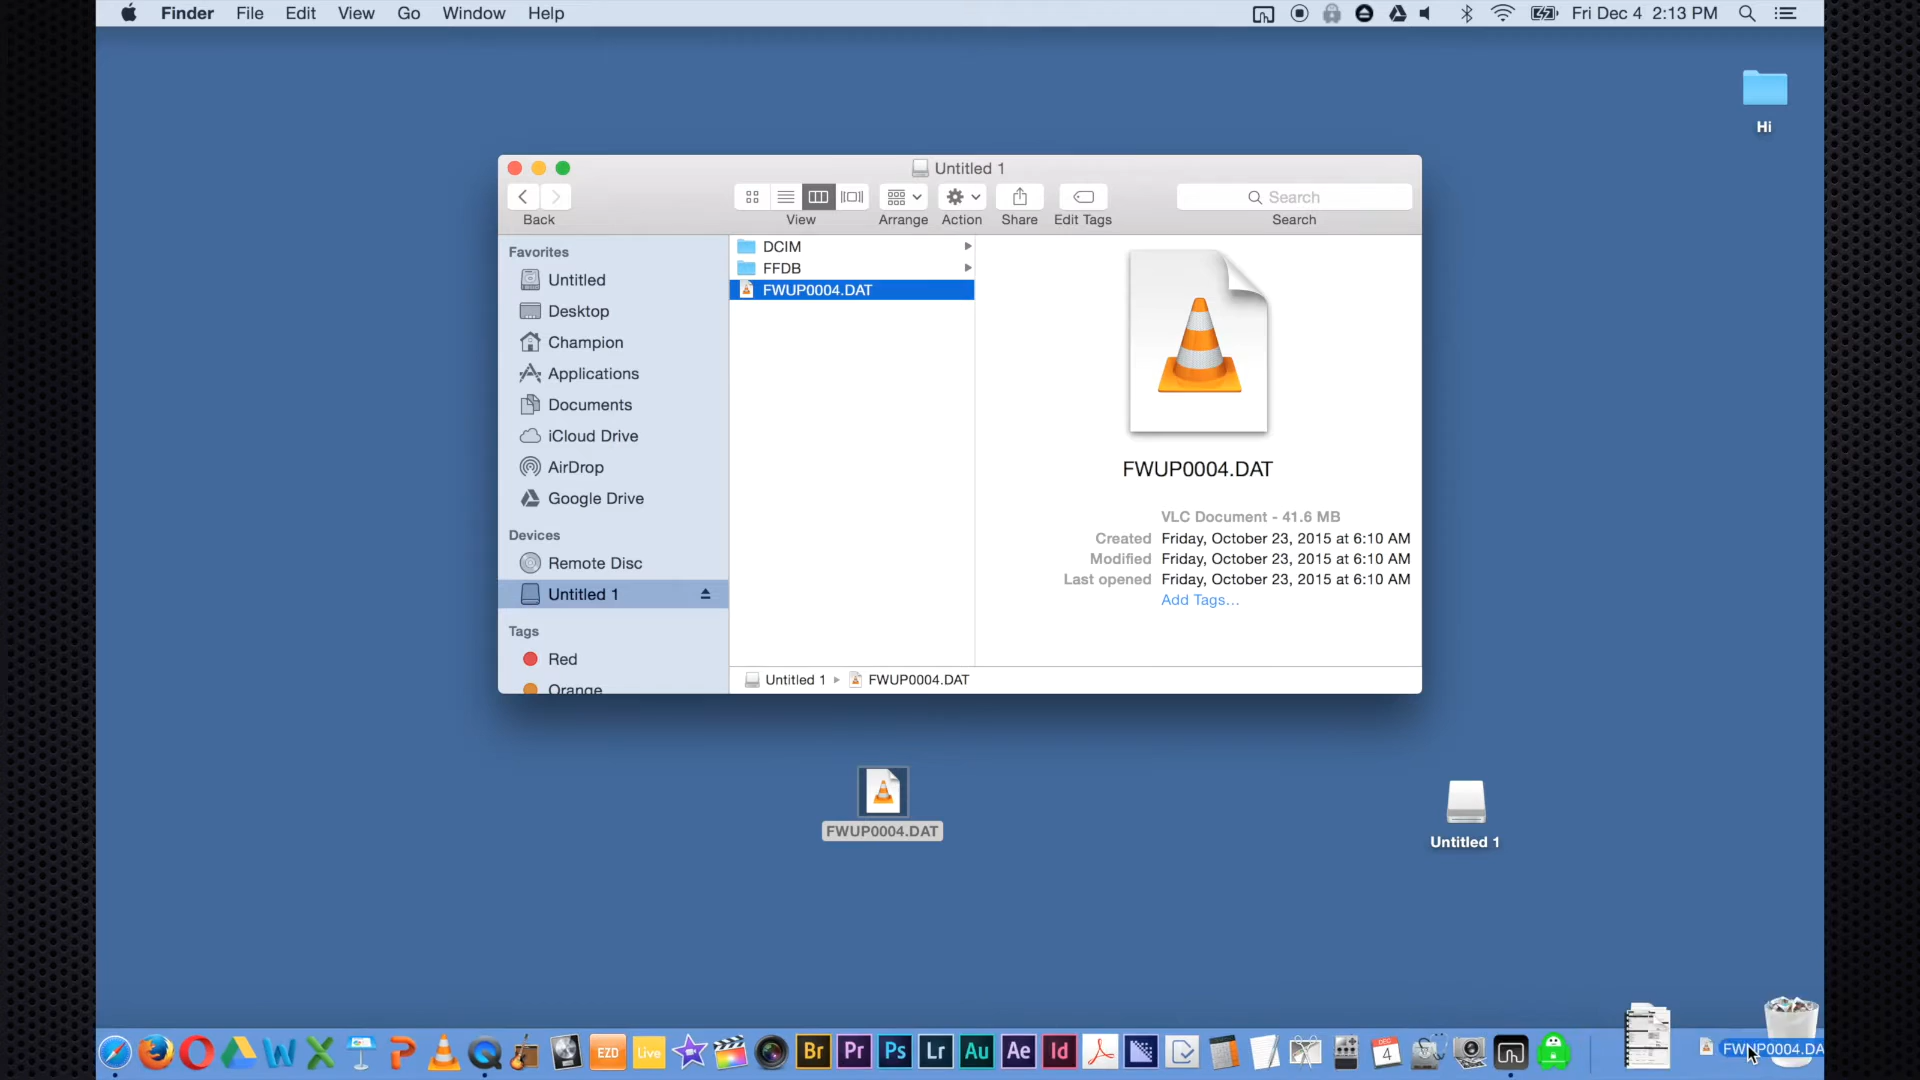 Finder File Edit View Go Window Help Fri Dec 4 2:13 PM
Hi
Untitled 1
Back View Arrange Action Share Edit Tags Search
Search
Favorites
Untitled
Desktop
Champion
Applications
Documents
iCloud Drive
AirDrop
Google Drive
Devices
Remote Disc
Untitled 1
Tags
Red
Orange
DCIM
FFDB
FWUP0004.DAT
FWUP0004.DAT
VLC Document - 41.6 MB
Created Friday, October 23, 2015 at 6:10 AM
Modified Friday, October 23, 2015 at 6:10 AM
Last opened Friday, October 23, 2015 at 6:10 AM
Add Tags…
Untitled 1 FWUP0004.DAT
FWUP0004.DAT
Untitled 1
W X P EZD Live Br Pr Ps Lr Au Ae Id DEC 4
FWUP0004.DA